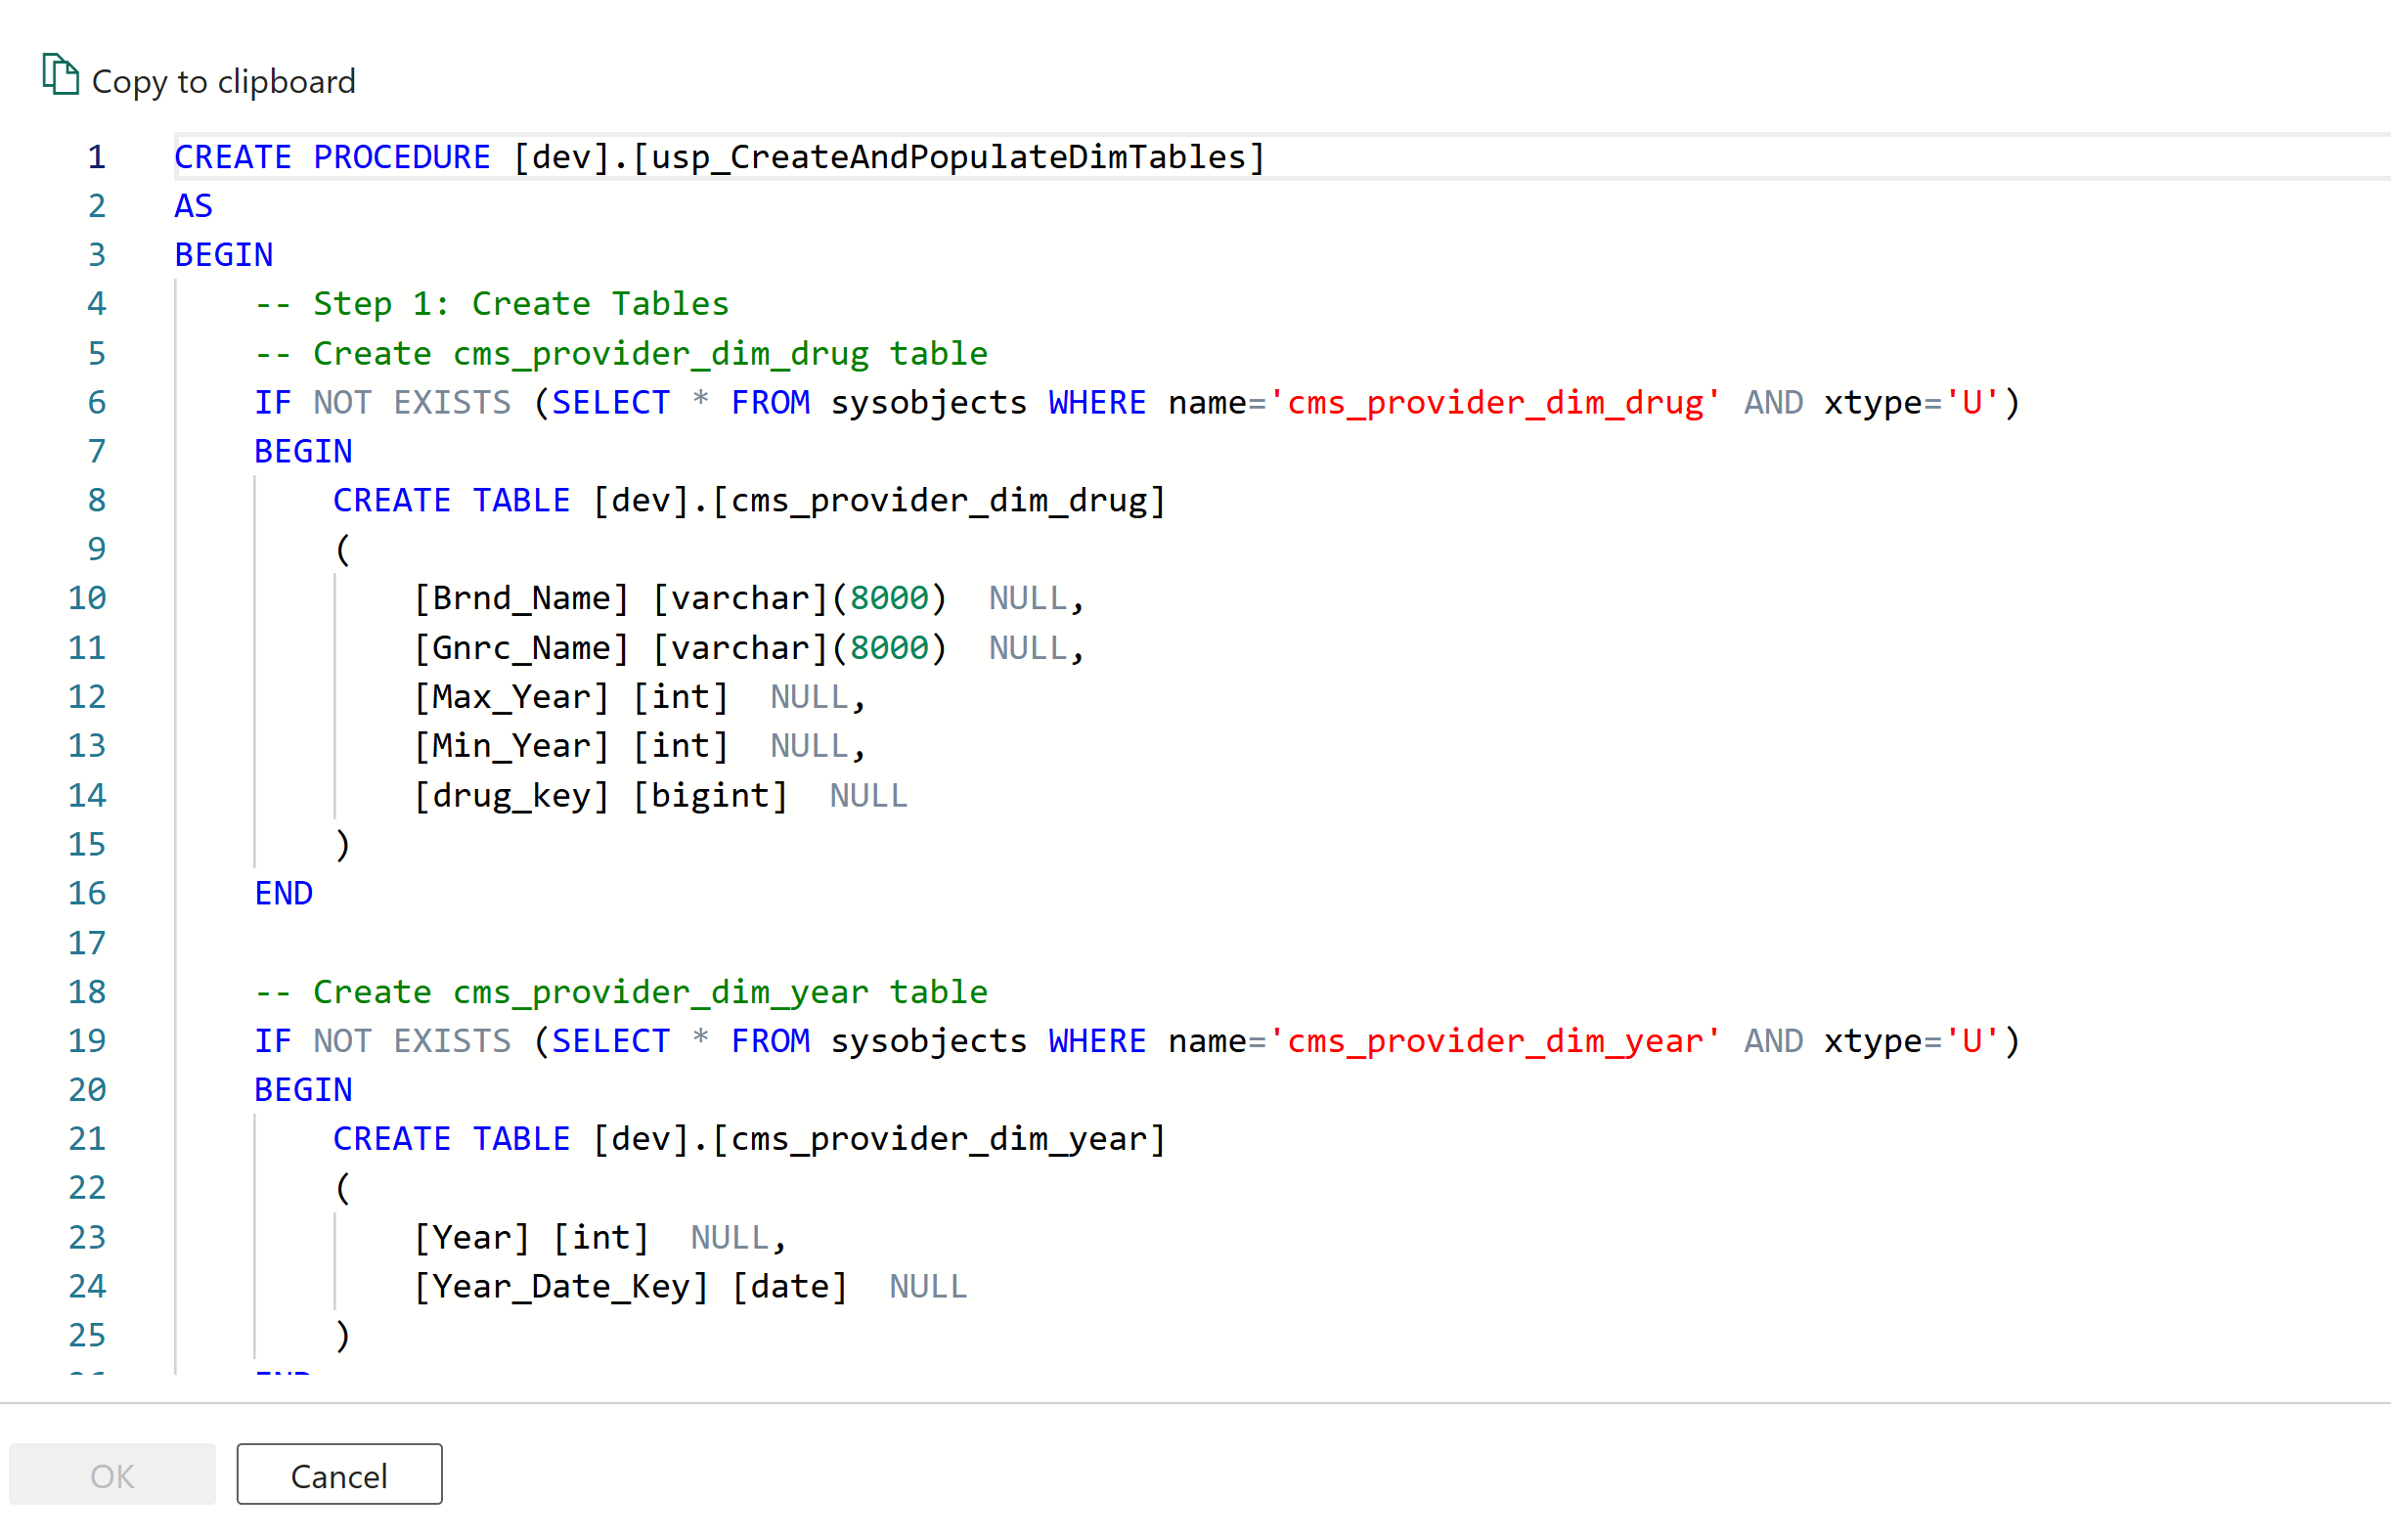 Copy to clipboard
1 CREATE PROCEDURE [dev].[usp_CreateAndPopulateDimTables]
2 AS
3 BEGIN
4 -- Step 1: Create Tables
5 -- Create cms_provider_dim_drug table
6 IF NOT EXISTS (SELECT * FROM sysobjects WHERE name='cms_provider_dim_drug' AND xtype='U')
7 BEGIN
8 CREATE TABLE [dev].[cms_provider_dim_drug]
9 (
10 [Brnd_Name] [varchar](8000)  NULL,
11 [Gnrc_Name] [varchar](8000)  NULL,
12 [Max_Year] [int]  NULL,
13 [Min_Year] [int]  NULL,
14 [drug_key] [bigint]  NULL
15 )
16 END
17
18 -- Create cms_provider_dim_year table
19 IF NOT EXISTS (SELECT * FROM sysobjects WHERE name='cms_provider_dim_year' AND xtype='U')
20 BEGIN
21 CREATE TABLE [dev].[cms_provider_dim_year]
22 (
23 [Year] [int]  NULL,
24 [Year_Date_Key] [date]  NULL
25 )
OK Cancel